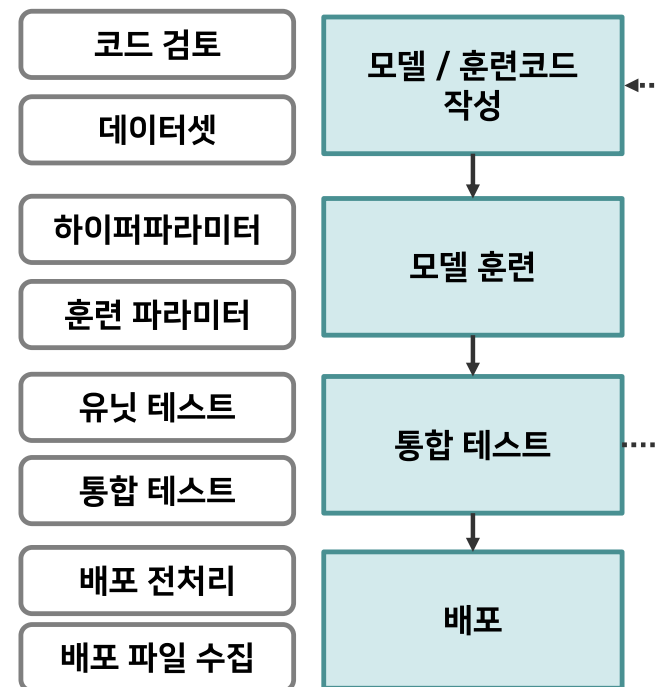 코드 검토
데이터셋
모델 / 훈련코드
작성
하이퍼파라미터
훈련 파라미터
모델 훈련
유닛 테스트
통합 테스트
통합 테스트
배포 전처리
배포 파일 수집
배포